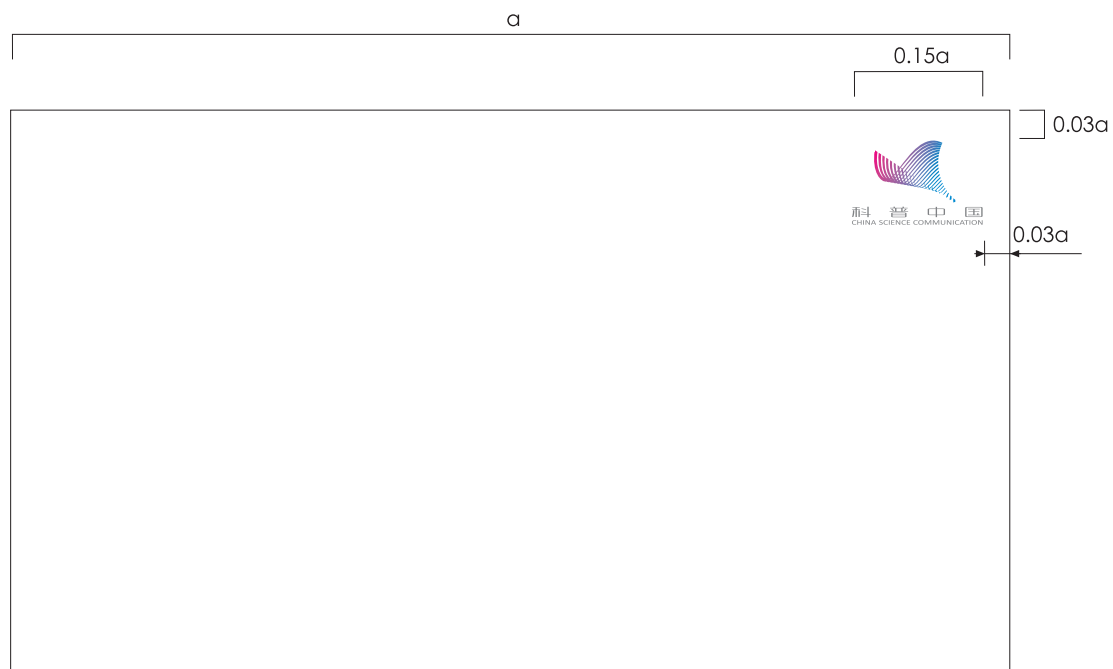 a
0.15a
0.03a
科普中国
CHINA SCIENCE COMMUNICATION
0.03a